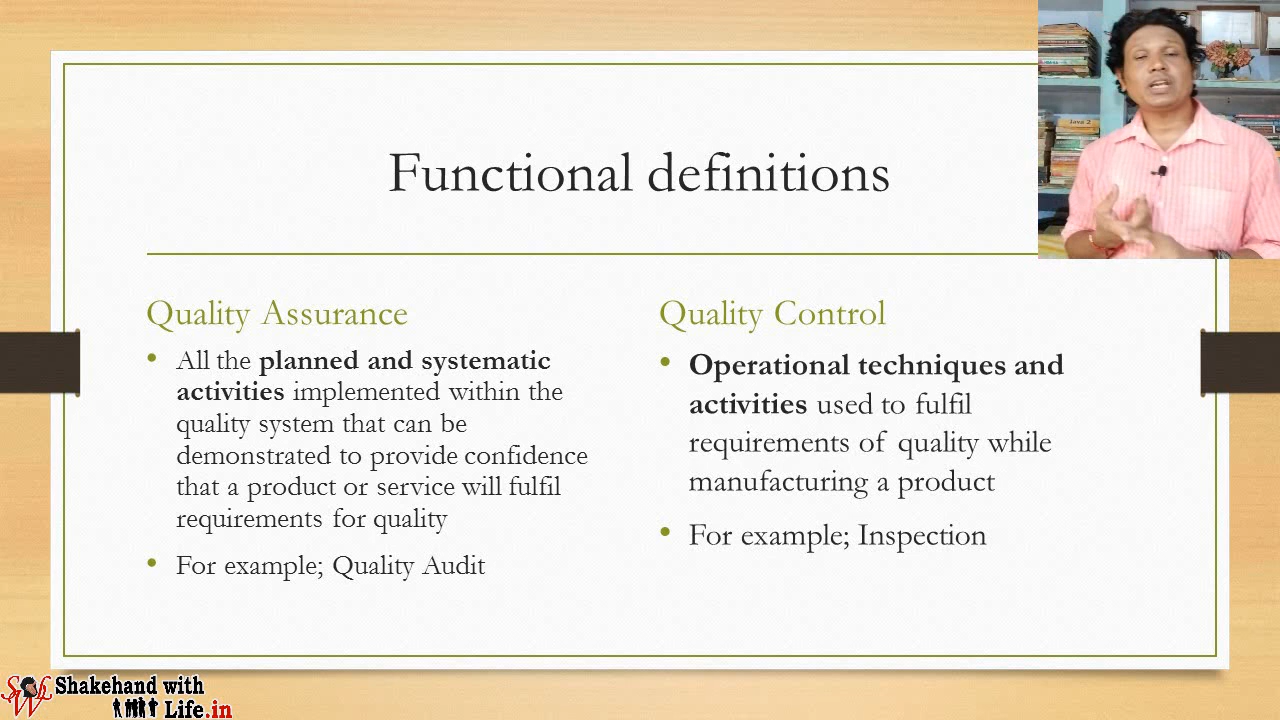 Functional definitions
Quality Assurance
• All the planned and systematic
activities implemented within the
quality system that can be
demonstrated to provide confidence
that a product or service will fulfil
requirements for quality
• For example; Quality Audit
Quality Control
• Operational techniques and
activities used to fulfil
requirements of quality while
manufacturing a product
• For example; Inspection
Java 2
Shakehand with
Life.in